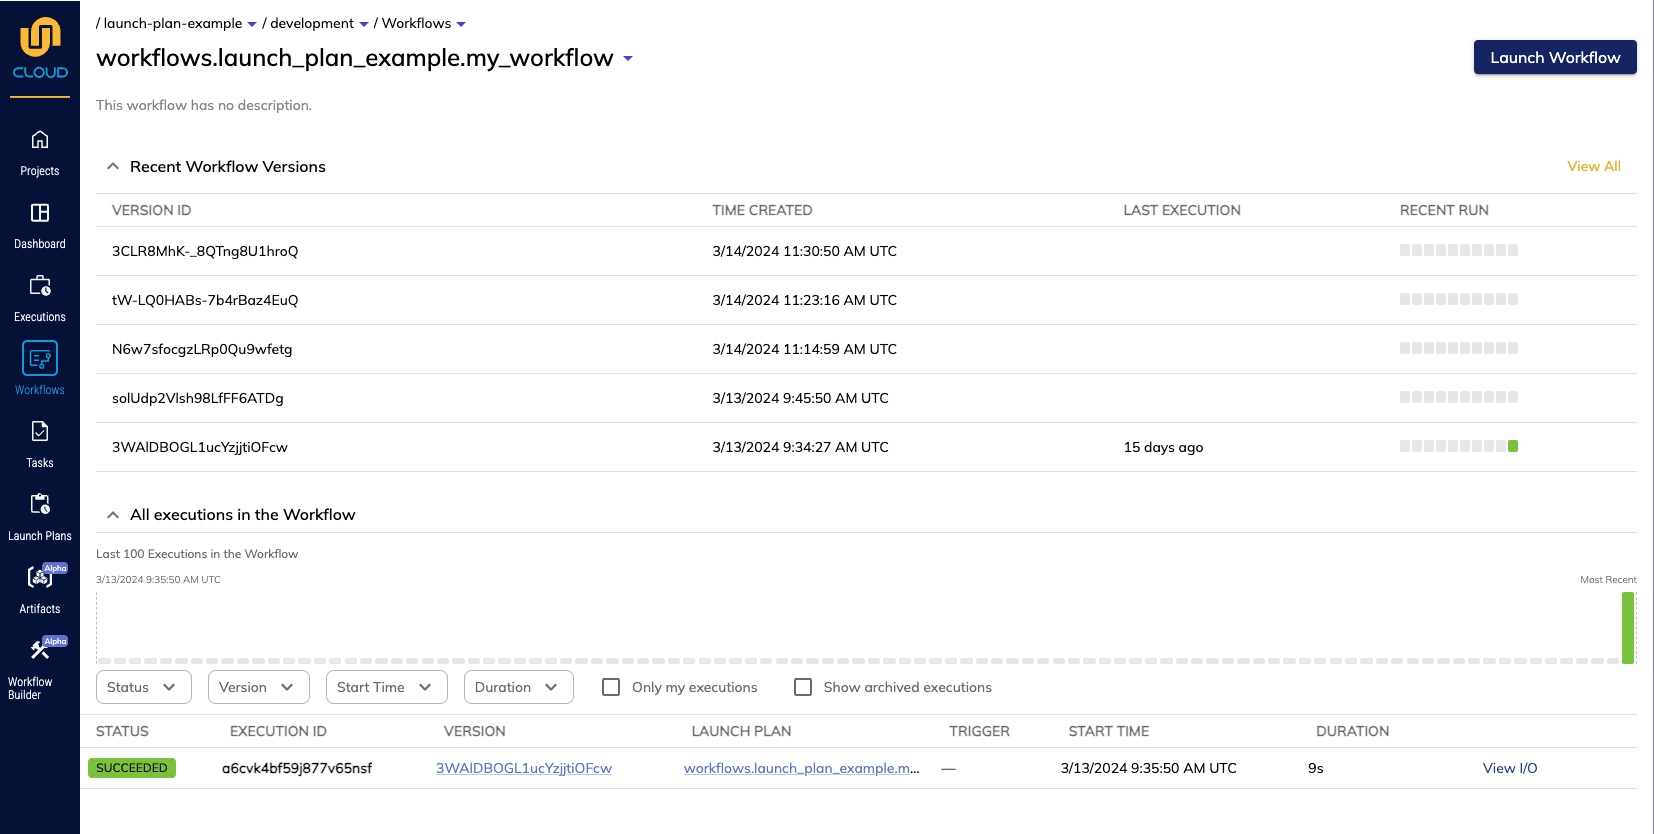 / launch-plan-example / development / Workflows
workflows.launch_plan_example.my_workflow
Launch Workflow
This workflow has no description.
CLOUD
Projects
Dashboard
Executions
Workflows
Tasks
Launch Plans
Alpha
Artifacts
Alpha
Workflow
Builder
Recent Workflow Versions
View All
VERSION ID TIME CREATED LAST EXECUTION RECENT RUN
3CLR8MhK-_8QTng8U1hroQ 3/14/2024 11:30:50 AM UTC
tW-LQ0HABs-7b4rBaz4EuQ 3/14/2024 11:23:16 AM UTC
N6w7sfocgzLRp0Qu9wfetg 3/14/2024 11:14:59 AM UTC
solUdp2Vlsh98LfFF6ATDg 3/13/2024 9:45:50 AM UTC
3WAlDBOGL1ucYzjjtiOFcw 3/13/2024 9:34:27 AM UTC 15 days ago
All executions in the Workflow
Last 100 Executions in the Workflow
3/13/2024 9:35:50 AM UTC Most Recent
Status Version Start Time Duration Only my executions Show archived executions
STATUS EXECUTION ID VERSION LAUNCH PLAN TRIGGER START TIME DURATION
SUCCEEDED a6cvk4bf59j877v65nsf 3WAlDBOGL1ucYzjjtiOFcw workflows.launch_plan_example.m... — 3/13/2024 9:35:50 AM UTC 9s View I/O